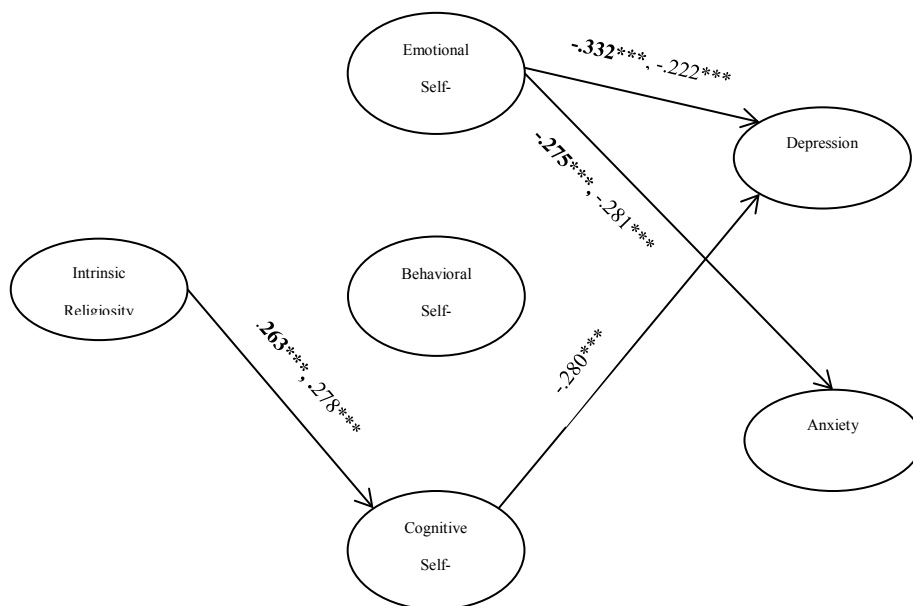 Emotional
Self-
-.332***, -.222***
Depression
-.275***, -.281***
Intrinsic
Religiosity
Behavioral
Self-
.263***, .278***
-.280***
Anxiety
Cognitive
Self-